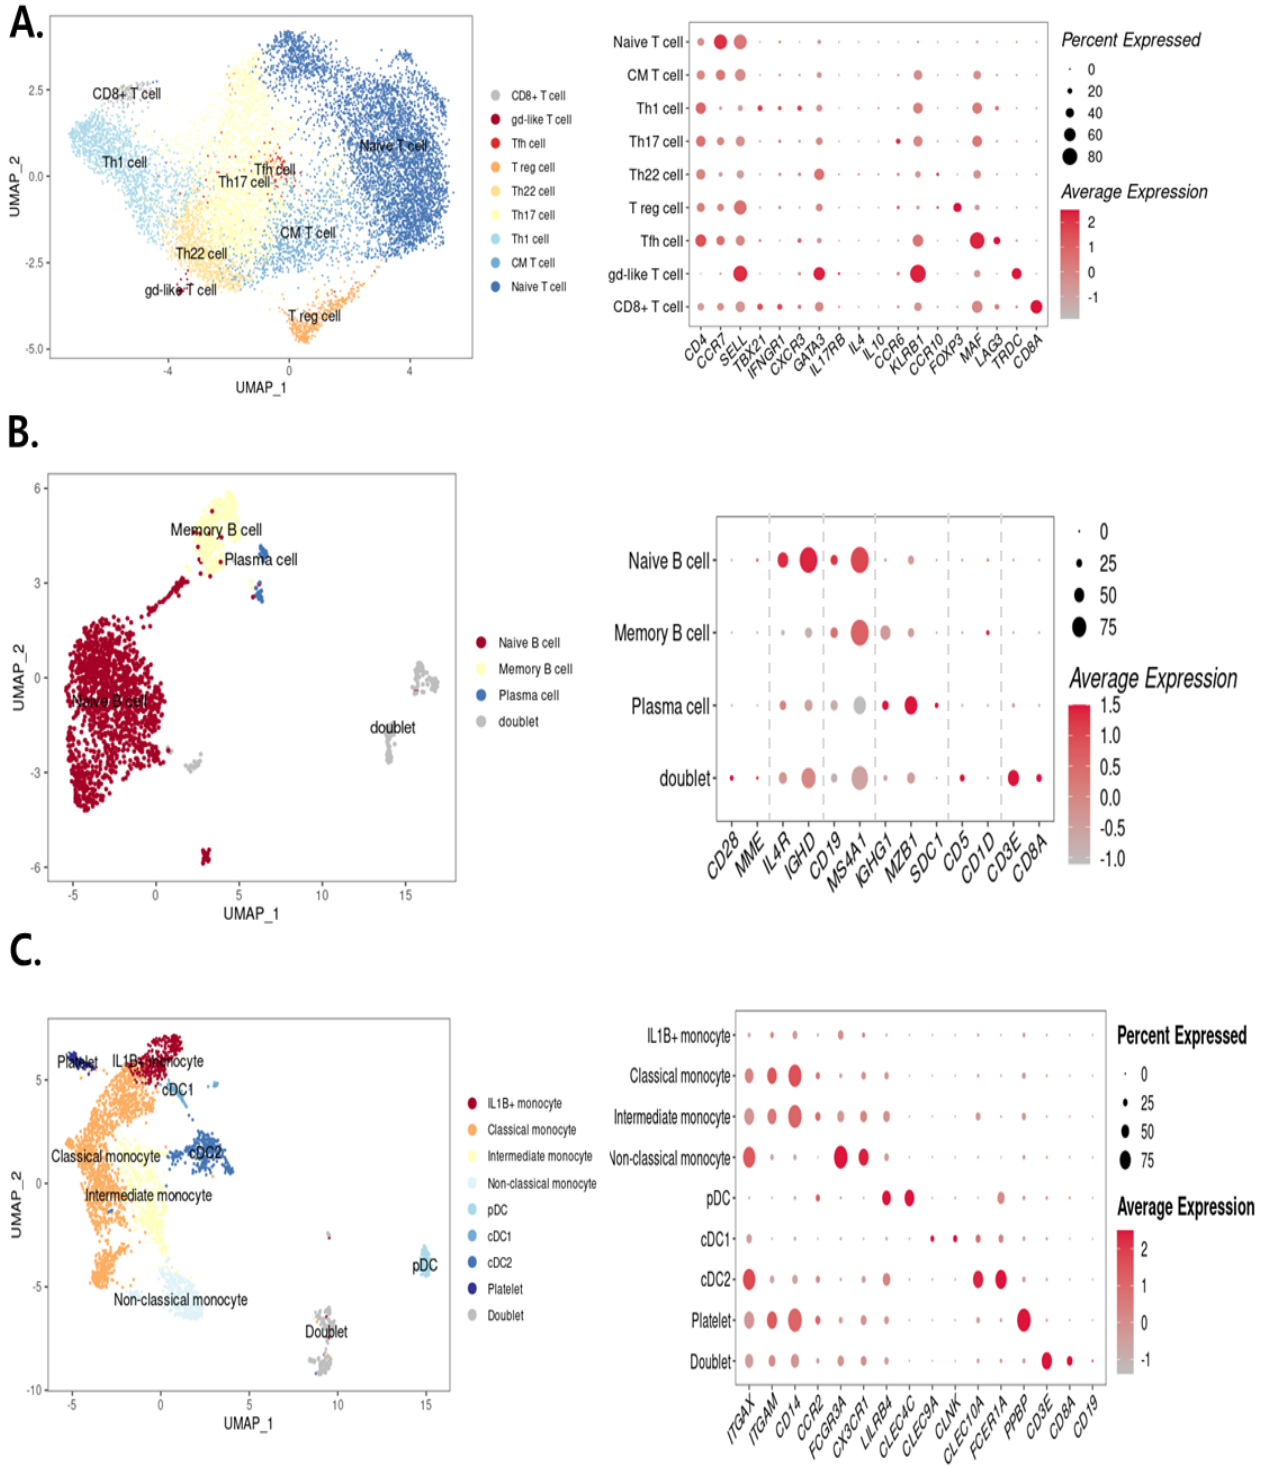 A.
2.5
0.0
-2.5
-5.0
-4
0
4
UMAP_2
UMAP_1
CD8+ T cell
Th1 cell
Naive T cell
Tfh cell
Th17 cell
CM T cell
Th22 cell
gd-like T cell
T reg cell
CD8+ T cell
gd-like T cell
Tfh cell
T reg cell
Th22 cell
Th17 cell
Th1 cell
CM T cell
Naive T cell
Naive T cell
CM T cell
Th1 cell
Th17 cell
Th22 cell
T reg cell
Tfh cell
gd-like T cell
CD8+ T cell
CD4 CCR7 SELL TBX21 IFNGR1 CXCR3 GATA3 IL17RB IL4 IL10 CCR6 KLRB1 CCR10 FOXP3 MAF LAG3 TRDC CD8A
Percent Expressed
0
20
40
60
80
Average Expression
2
1
0
-1
B.
6
3
0
-3
-6
-5
0
5
10
15
UMAP_2
UMAP_1
Memory B cell
Plasma cell
Naive B cell
doublet
Naive B cell
Memory B cell
Plasma cell
doublet
Naive B cell
Memory B cell
Plasma cell
doublet
CD28 MME IL4R IGHD CD19 MS4A1 IGHG1 MZB1 SDC1 CD5 CD1D CD3E CD8A
0
25
50
75
Average Expression
1.5
1.0
0.5
0.0
-0.5
-1.0
C.
5
0
-5
-10
-5
0
5
10
15
UMAP_2
UMAP_1
Platelet
IL1B+ monocyte
cDC1
cDC2
Classical monocyte
Intermediate monocyte
pDC
Non-classical monocyte
Doublet
IL1B+ monocyte
Classical monocyte
Intermediate monocyte
Non-classical monocyte
pDC
cDC1
cDC2
Platelet
Doublet
IL1B+ monocyte
Classical monocyte
Intermediate monocyte
Non-classical monocyte
pDC
cDC1
cDC2
Platelet
Doublet
ITGAX ITGAM CD14 CCR2 FCGR3A CX3CR1 LILRB4 CLEC4C CLEC9A CLNK CLEC10A FCER1A PPBP CD3E CD8A CD19
Percent Expressed
0
25
50
75
Average Expression
2
1
0
-1